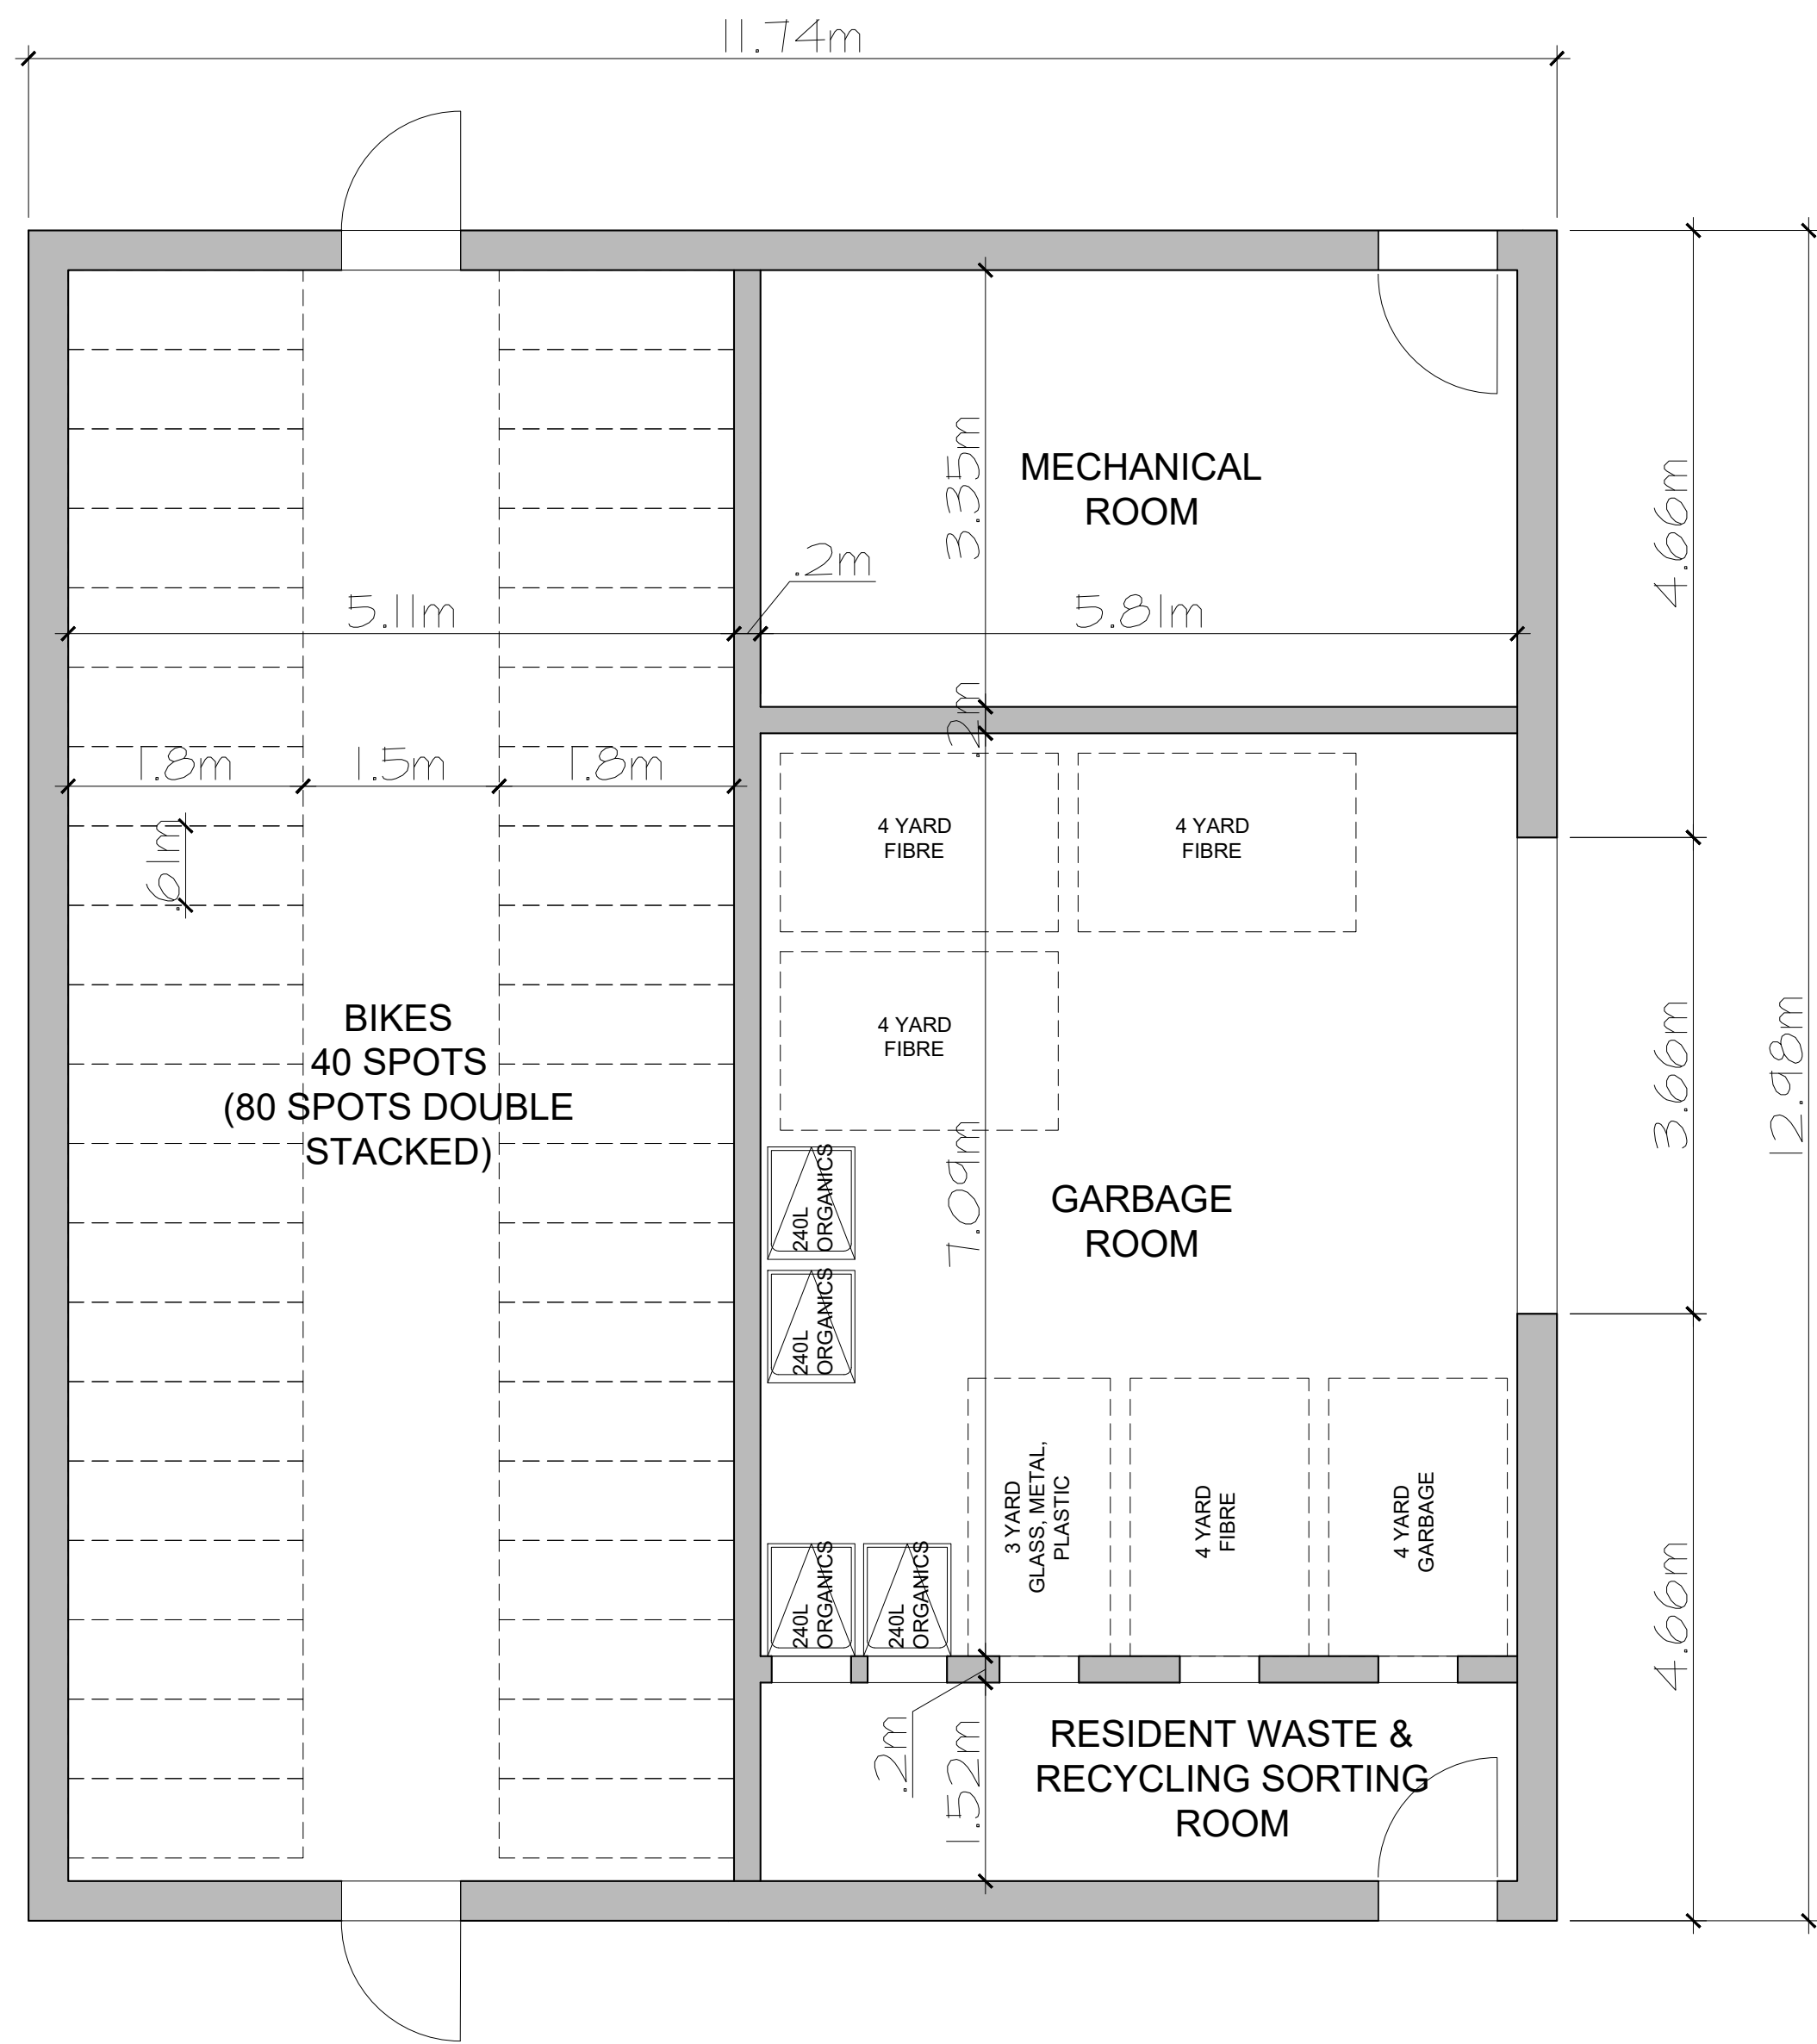 11.74m
MECHANICAL
ROOM
3.35m
4.66m
.2m
5.11m
5.81m
.2m
1.8m
1.5m
1.8m
.61m
4 YARD
FIBRE
4 YARD
FIBRE
4 YARD
FIBRE
BIKES
40 SPOTS
(80 SPOTS DOUBLE
STACKED)
3.66m
12.98m
7.09m
GARBAGE
ROOM
240L
ORGANICS
240L
ORGANICS
240L
ORGANICS
240L
ORGANICS
3 YARD
GLASS, METAL,
PLASTIC
4 YARD
FIBRE
4 YARD
GARBAGE
4.66m
.2m
1.52m
RESIDENT WASTE &
RECYCLING SORTING
ROOM